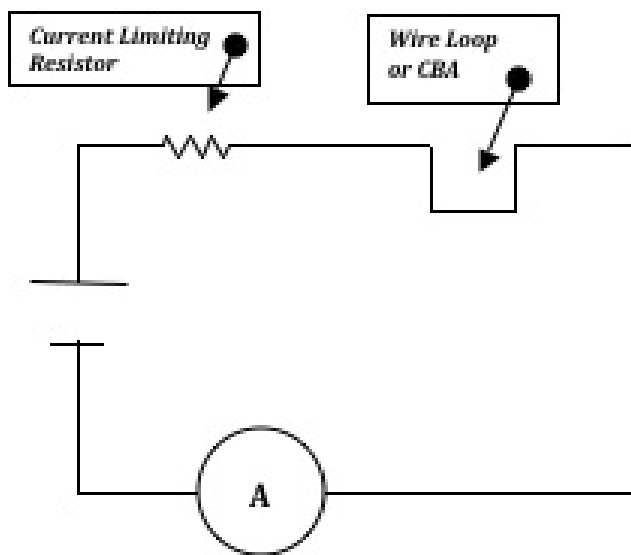 Current Limiting
Resistor
Wire Loop
or CBA
A